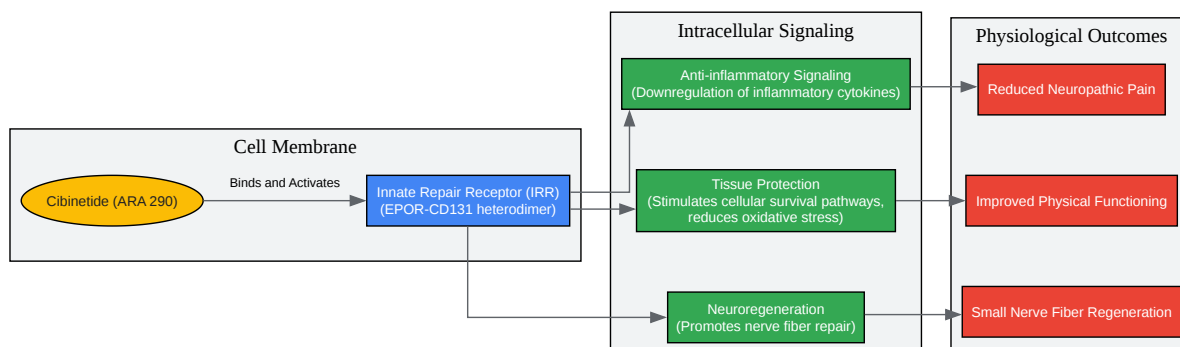 Cell Membrane
Cibinetide (ARA 290)
Binds and Activates
Innate Repair Receptor (IRR)
(EPOR-CD131 heterodimer)
Intracellular Signaling
Anti-inflammatory Signaling
(Downregulation of inflammatory cytokines)
Tissue Protection
(Stimulates cellular survival pathways,
reduces oxidative stress)
Neuroregeneration
(Promotes nerve fiber repair)
Physiological Outcomes
Reduced Neuropathic Pain
Improved Physical Functioning
Small Nerve Fiber Regeneration